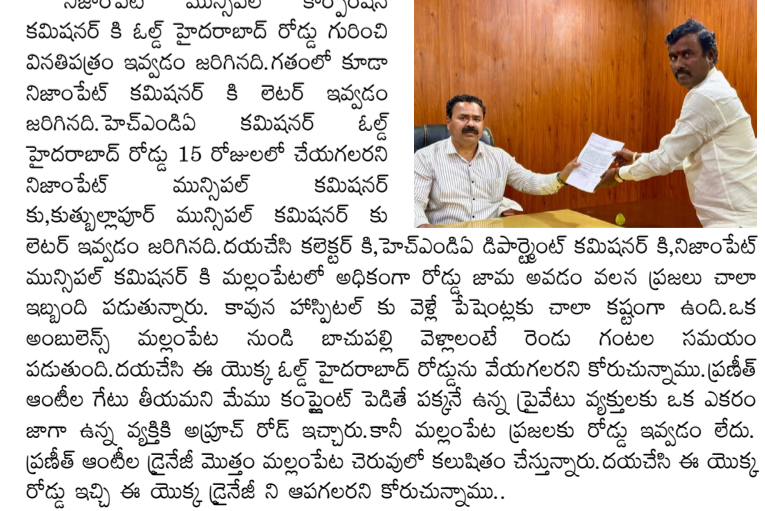 నిజాంపేట మున్సిపల్ కార్పొరేషన్
కమిషనర్ కి ఓల్డ్ హైదరాబాద్ రోడ్డు గురించి
వినతిపత్రం ఇవ్వడం జరిగినది.గతంలో కూడా
నిజాంపేట్ కమిషనర్ కి లెటర్ ఇవ్వడం
జరిగినది.హెచ్ఎండిఏ కమిషనర్ ఓల్డ్
హైదరాబాద్ రోడ్డు 15 రోజులలో చేయగలరని
నిజాంపేట్ మున్సిపల్ కమిషనర్
కు,కుత్బుల్లాపూర్ మున్సిపల్ కమిషనర్ కు
లెటర్ ఇవ్వడం జరిగినది.దయచేసి కలెక్టర్ కి,హెచ్ఎండిఏ డిపార్ట్మెంట్ కమిషనర్ కి,నిజాంపేట్
మున్సిపల్ కమిషనర్ కి మల్లంపేటలో అధికంగా రోడ్డు జామ అవడం వలన ప్రజలు చాలా
ఇబ్బంది పడుతున్నారు. కావున హాస్పిటల్ కు వెళ్లే పేషెంట్లకు చాలా కష్టంగా ఉంది.ఒక
అంబులెన్స్ మల్లంపేట నుండి బాచుపల్లి వెళ్లాలంటే రెండు గంటల సమయం
పడుతుంది.దయచేసి ఈ యొక్క ఓల్డ్ హైదరాబాద్ రోడ్డును వేయగలరని కోరుచున్నాము.ప్రణీత్
ఆంటీల గేటు తీయమని మేము కంప్లైంట్ పెడితే పక్కనే ఉన్న ప్రైవేటు వ్యక్తులకు ఒక ఎకరం
జాగా ఉన్న వ్యక్తికి అప్రూచ్ రోడ్ ఇచ్చారు.కానీ మల్లంపేట ప్రజలకు రోడ్డు ఇవ్వడం లేదు.
ప్రణీత్ ఆంటీల డ్రైనేజీ మొత్తం మల్లంపేట చెరువులో కలుషితం చేస్తున్నారు.దయచేసి ఈ యొక్క
రోడ్డు ఇచ్చి ఈ యొక్క డ్రైనేజీ ని ఆపగలరని కోరుచున్నాము..